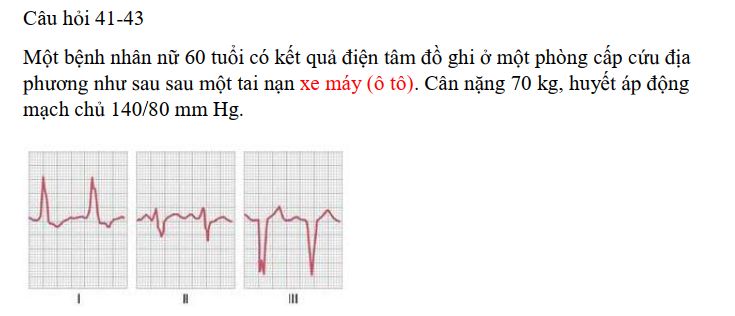 Câu hỏi 41-43
Một bệnh nhân nữ 60 tuổi có kết quả điện tâm đồ ghi ở một phòng cấp cứu địa
phương như sau sau một tai nạn xe máy (ô tô). Cân nặng 70 kg, huyết áp động
mạch chủ 140/80 mm Hg.
I II III